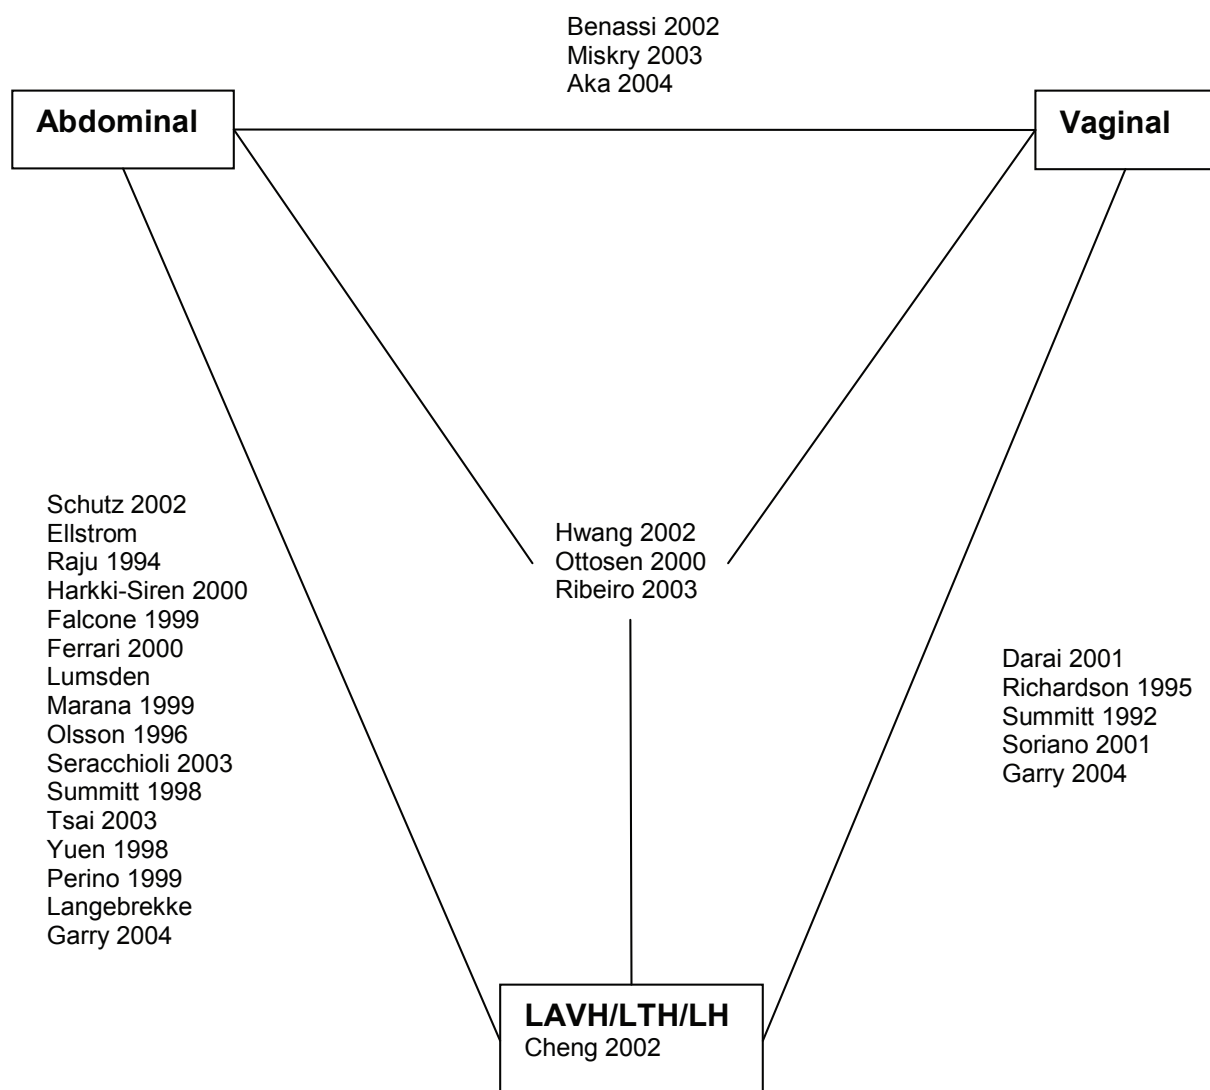 Benassi 2002
Miskry 2003
Aka 2004
Abdominal
Vaginal
Schutz 2002
Ellstrom
Raju 1994
Harkki-Siren 2000
Falcone 1999
Ferrari 2000
Lumsden
Marana 1999
Olsson 1996
Seracchioli 2003
Summitt 1998
Tsai 2003
Yuen 1998
Perino 1999
Langebrekke
Garry 2004
Hwang 2002
Ottosen 2000
Ribeiro 2003
Darai 2001
Richardson 1995
Summitt 1992
Soriano 2001
Garry 2004
LAVH/LTH/LH
Cheng 2002